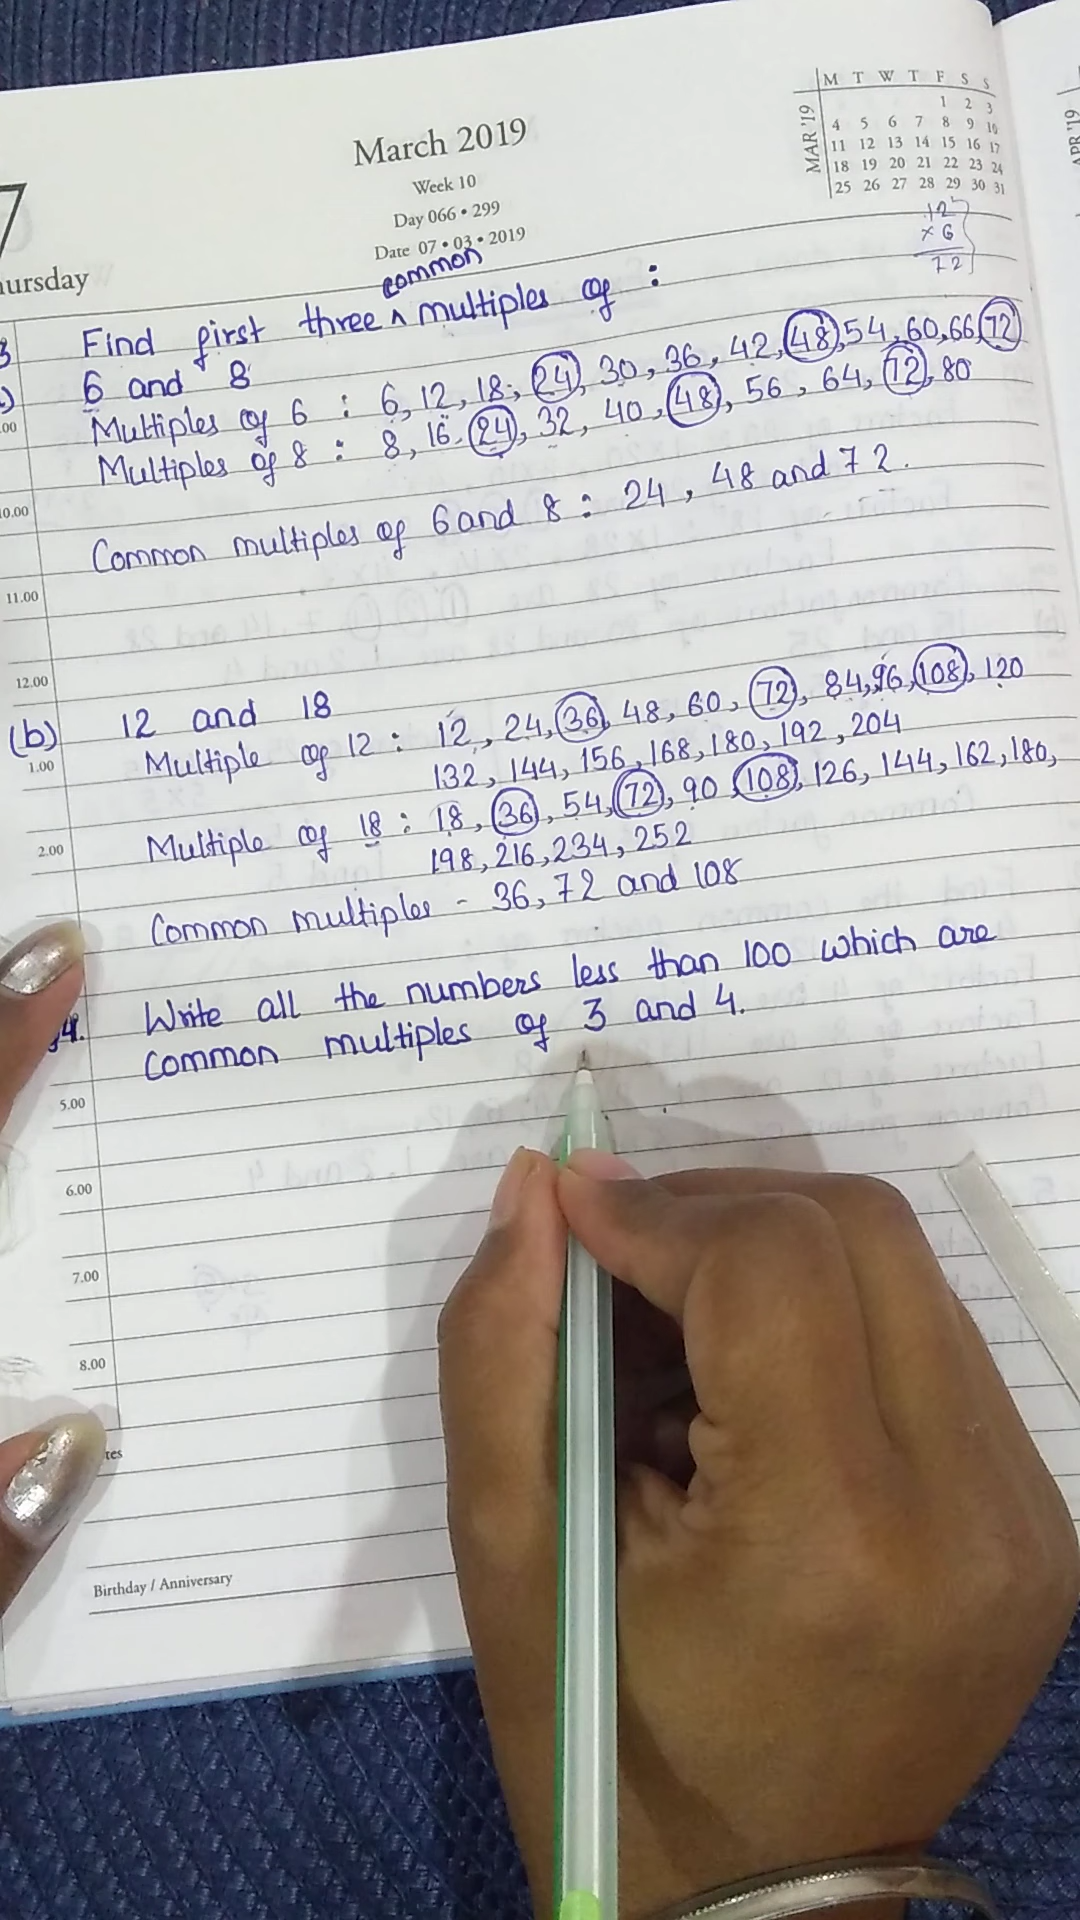 M T W T F S S
MAR '19
1 2 3
4 5 6 7 8 9 10
11 12 13 14 15 16 17
18 19 20 21 22 23 24
25 26 27 28 29 30 31
APR '19
March 2019
Week 10
Day 066 • 299
Date 07 • 03 • 2019
7
ursday
12
× 6
72
common
3 Find first three ^ multiples of :
6 and 8
Multiples of 6 : 6, 12, 18, 24, 30, 36, 42, 48, 54, 60, 66, 72
Multiples of 8 : 8, 16, 24, 32, 40, 48, 56, 64, 72, 80
10.00
Common multiples of 6 and 8 : 24, 48 and 72.
11.00
12.00
(b) 12 and 18
Multiple of 12 : 12, 24, 36, 48, 60, 72, 84, 96, 108, 120
1.00
132, 144, 156, 168, 180, 192, 204
Multiple of 18 : 18, 36, 54, 72, 90, 108, 126, 144, 162, 180,
2.00
198, 216, 234, 252
Common multiples - 36, 72 and 108
4. Write all the numbers less than 100 which are
common multiples of 3 and 4.
5.00
6.00
7.00
8.00
tes
Birthday / Anniversary